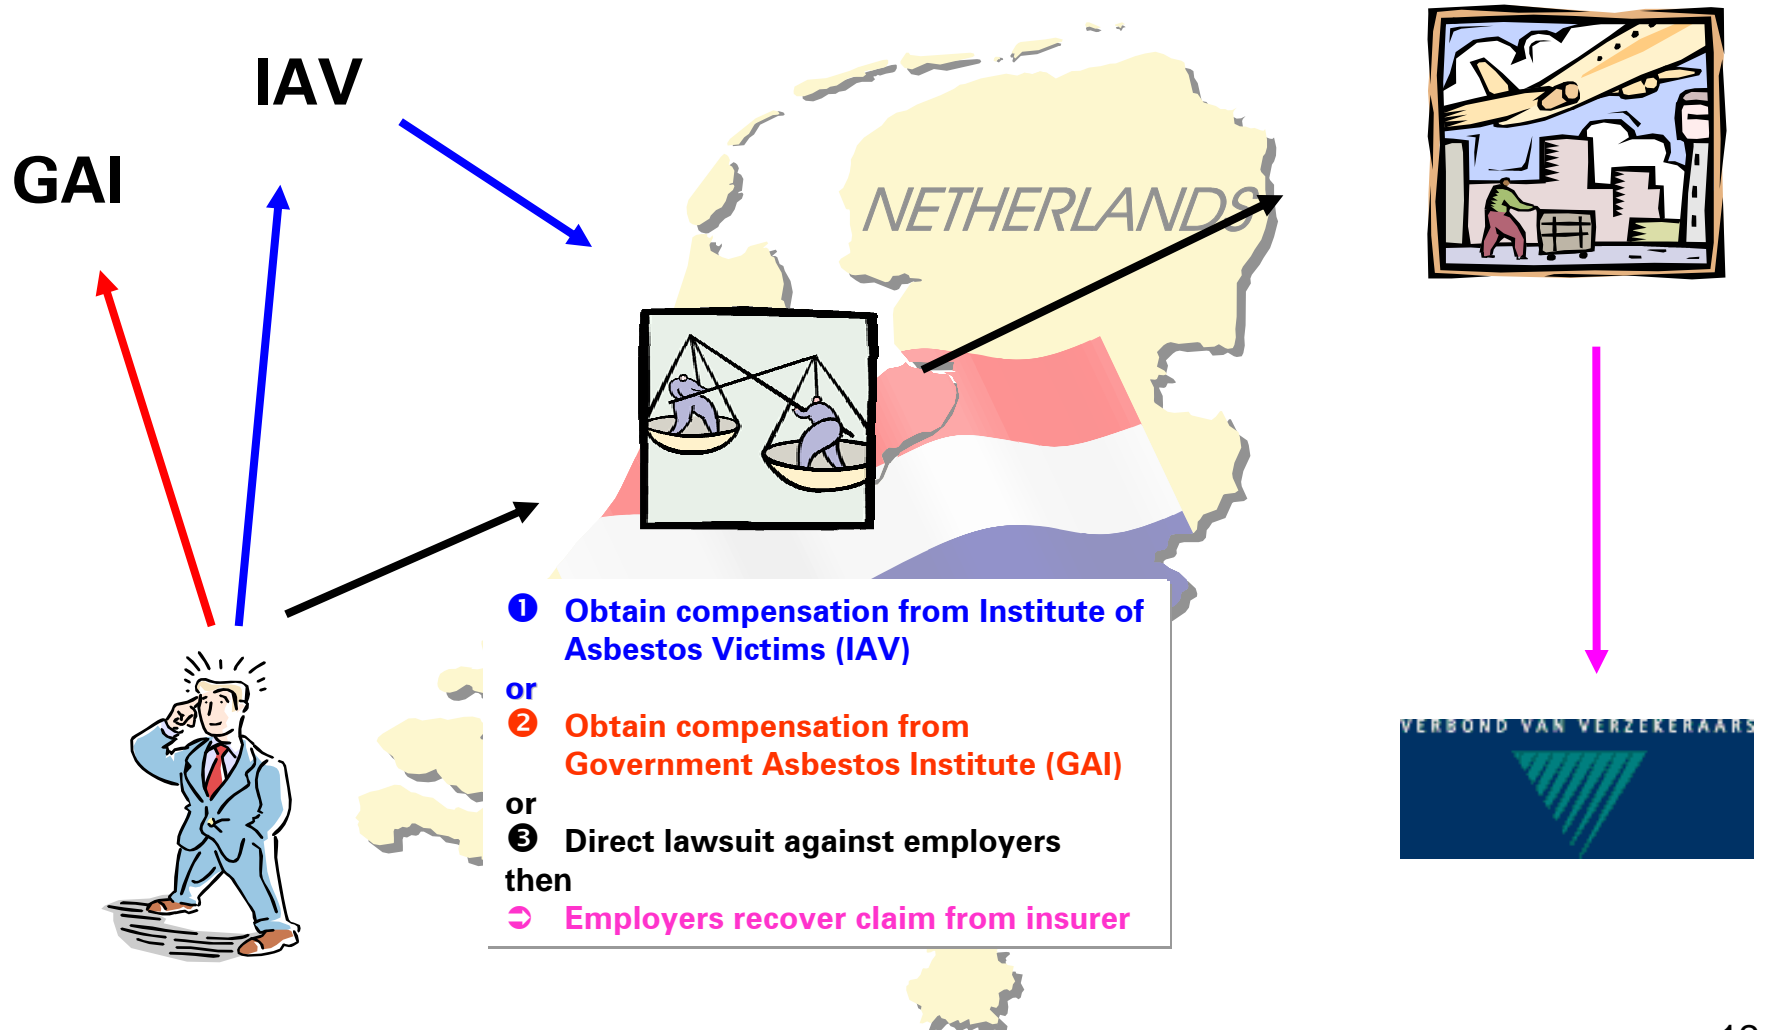 IAV
GAI
NETHERLANDS
❶ Obtain compensation from Institute of
Asbestos Victims (IAV)
or
❷ Obtain compensation from
Government Asbestos Institute (GAI)
or
❸ Direct lawsuit against employers
then
➲ Employers recover claim from insurer
VERBOND VAN VERZEKERAARS